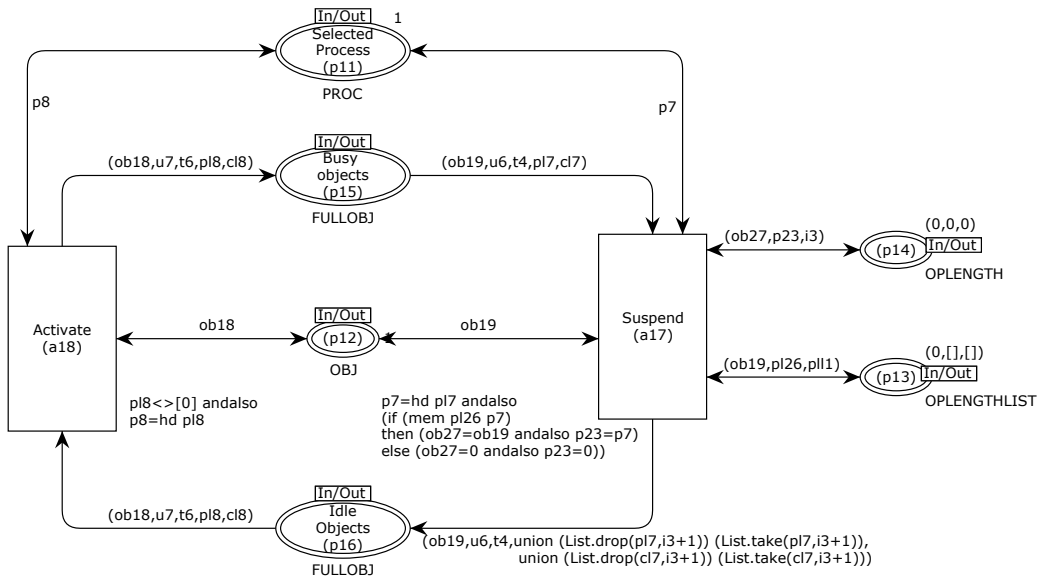 In/Out
1
Selected
Process
(p11)
PROC
p8
p7
In/Out
(ob18,u7,t6,pl8,cl8)
Busy
objects
(p15)
(ob19,u6,t4,pl7,cl7)
FULLOBJ
(0,0,0)
(ob27,p23,i3)
(p14)
In/Out
OPLENGTH
Activate
(a18)
ob18
In/Out
(p12)
OBJ
ob19
Suspend
(a17)
(0,[],[])
(ob19,pl26,pll1)
(p13)
In/Out
OPLENGTHLIST
pl8<>[0] andalso
p8=hd pl8
p7=hd pl7 andalso
(if (mem pl26 p7)
then (ob27=ob19 andalso p23=p7)
else (ob27=0 andalso p23=0))
In/Out
(ob18,u7,t6,pl8,cl8)
Idle
Objects
(p16)
FULLOBJ
(ob19,u6,t4,union (List.drop(pl7,i3+1)) (List.take(pl7,i3+1)),
union (List.drop(cl7,i3+1)) (List.take(cl7,i3+1)))